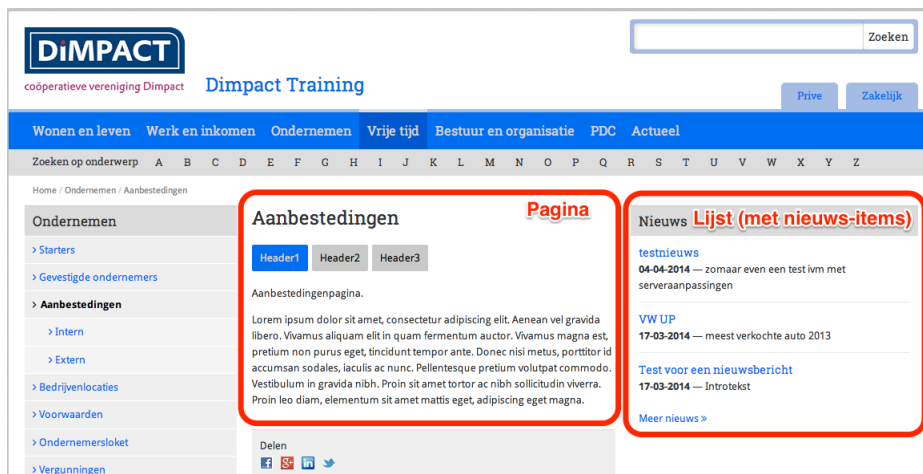 DiMPACT
coöperatieve vereniging Dimpact
Dimpact Training
Zoeken
Prive Zakelijk
Wonen en leven Werk en inkomen Ondernemen Vrije tijd Bestuur en organisatie PDC Actueel
Zoeken op onderwerp A B C D E F G H I J K L M N O P Q R S T U V W X Y Z
Home / Ondernemen / Aanbestedingen
Ondernemen
> Starters
> Gevestigde ondernemers
> Aanbestedingen
> Intern
> Extern
> Bedrijvenlocaties
> Voorwaarden
> Ondernemersloket
> Vergunningen
Aanbestedingen
Pagina
Header1 Header2 Header3
Aanbestedingenpagina.
Lorem ipsum dolor sit amet, consectetur adipiscing elit. Aenean vel gravida
libero. Vivamus aliquam elit in quam fermentum auctor. Vivamus magna est,
pretium non purus eget, tincidunt tempor ante. Donec nisi metus, porttitor id
accumsan sodales, iaculis ac nunc. Pellentesque pretium volutpat commodo.
Vestibulum in gravida nibh. Proin sit amet tortor ac nibh sollicitudin viverra.
Proin leo diam, elementum sit amet mattis eget, adipiscing eget magna.
Delen
Nieuws Lijst (met nieuws-items)
testnieuws
04-04-2014 — zomaar even een test ivm met
serveraanpassingen
VW UP
17-03-2014 — meest verkochte auto 2013
Test voor een nieuwsbericht
17-03-2014 — Introtekst
Meer nieuws »